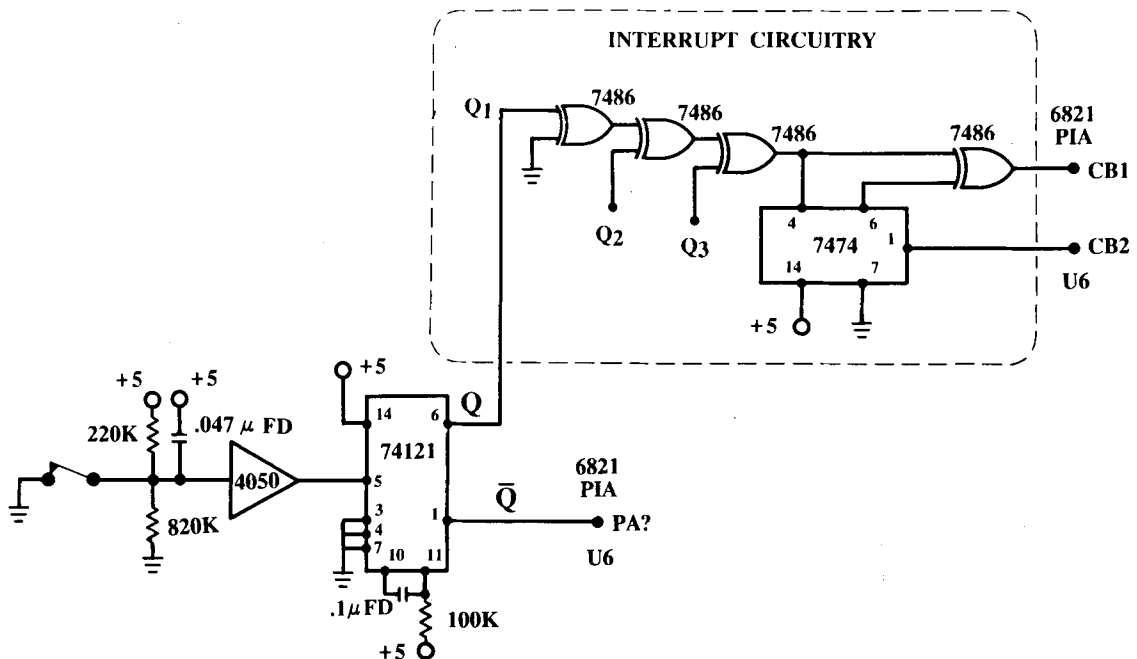 INTERRUPT CIRCUITRY
Q1
7486
7486
7486
7486
6821
PIA
CB1
Q2
Q3
4
6
7474
1
14
7
CB2
U6
+5
+5
+5
+5
220K
.047 μ FD
4050
820K
14
6
Q
74121
5
3
4
7
1
10
11
Q̅
6821
PIA
PA?
U6
.1μFD
100K
+5